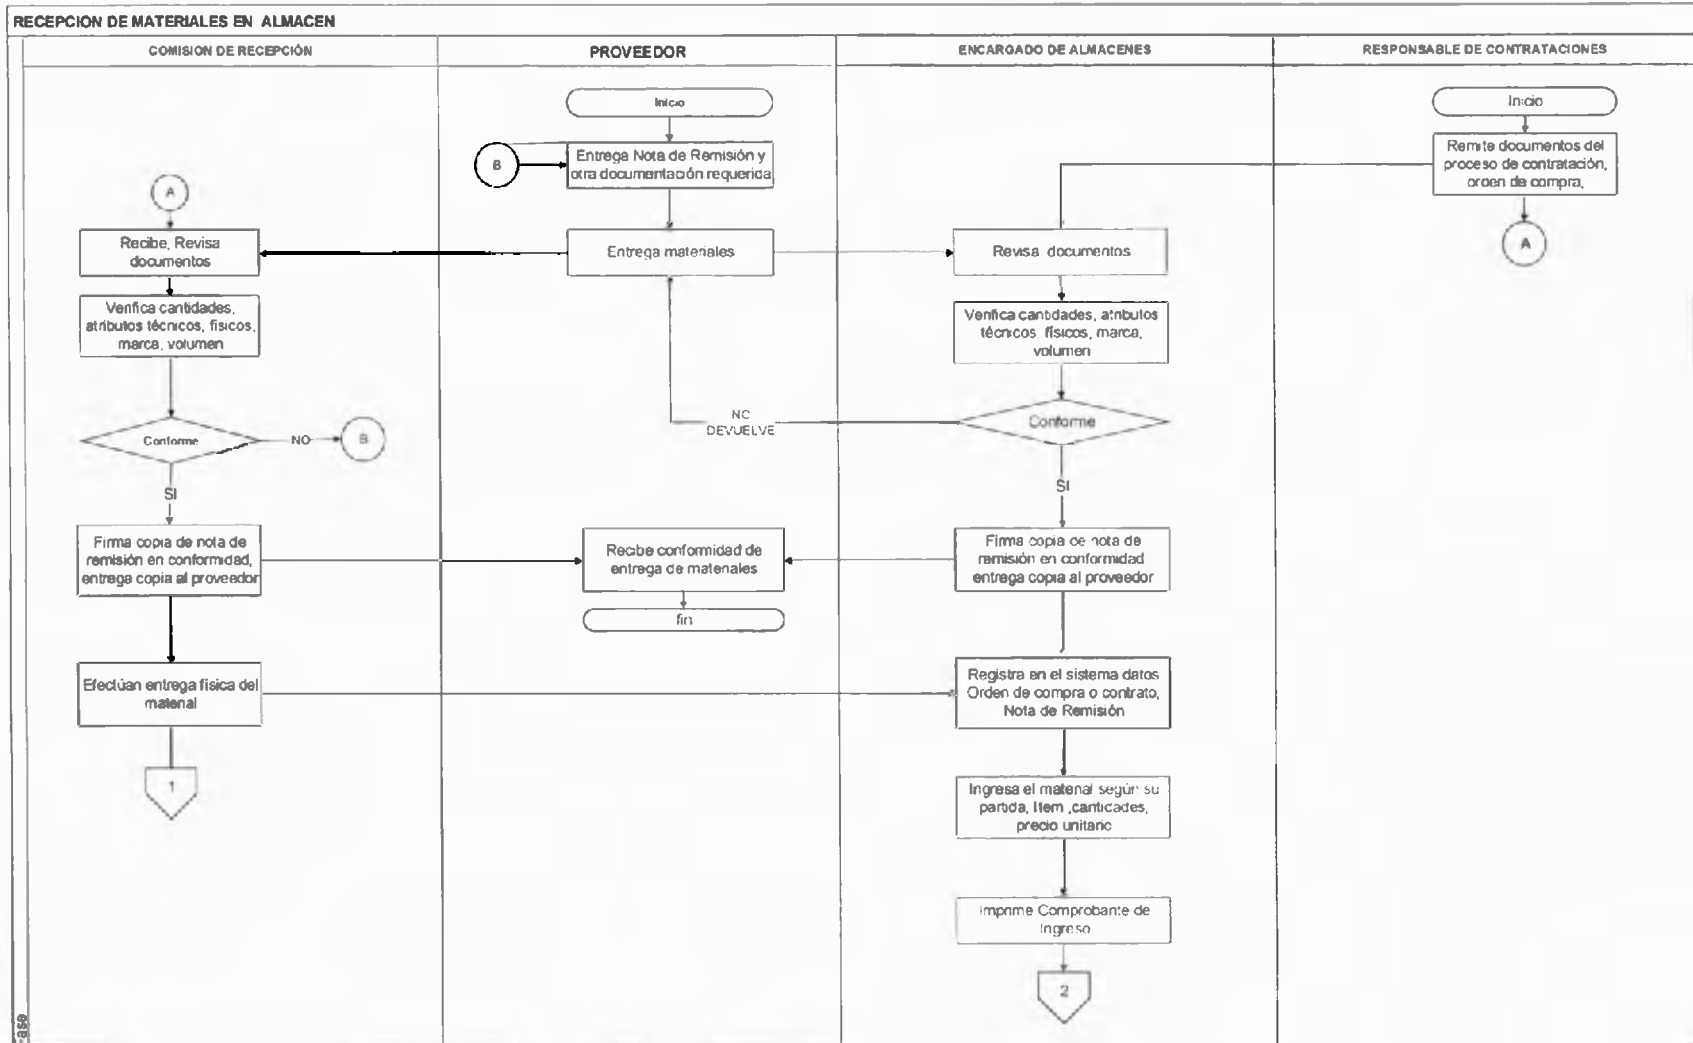 RECEPCION DE MATERIALES EN ALMACEN
COMISION DE RECEPCIÓN
PROVEEDOR
ENCARGADO DE ALMACENES
RESPONSABLE DE CONTRATACIONES
Inicio
Inicio
B
Entrega Nota de Remisión y
otra documentación requerida
Remite documentos del
proceso de contratación,
orden de compra,
A
A
Recibe, Revisa
documentos
Entrega materiales
Revisa documentos
Verifica cantidades,
atributos técnicos, físicos,
marca, volumen
Verifica cantidades, atributos
técnicos físicos, marca,
volumen
Conforme
NO
B
NC
DEVUELVE
Conforme
SI
SI
Firma copia de nota de
remisión en conformidad,
entrega copia al proveedor
Recibe conformidad de
entrega de materiales
Firma copia de nota de
remisión en conformidad
entrega copia al proveedor
fin
Efectúan entrega física del
material
Registra en el sistema datos
Orden de compra o contrato,
Nota de Remisión
1
Ingresa el material según su
partida, Item ,cantidades,
precio unitario
Imprime Comprobante de
Ingreso
2